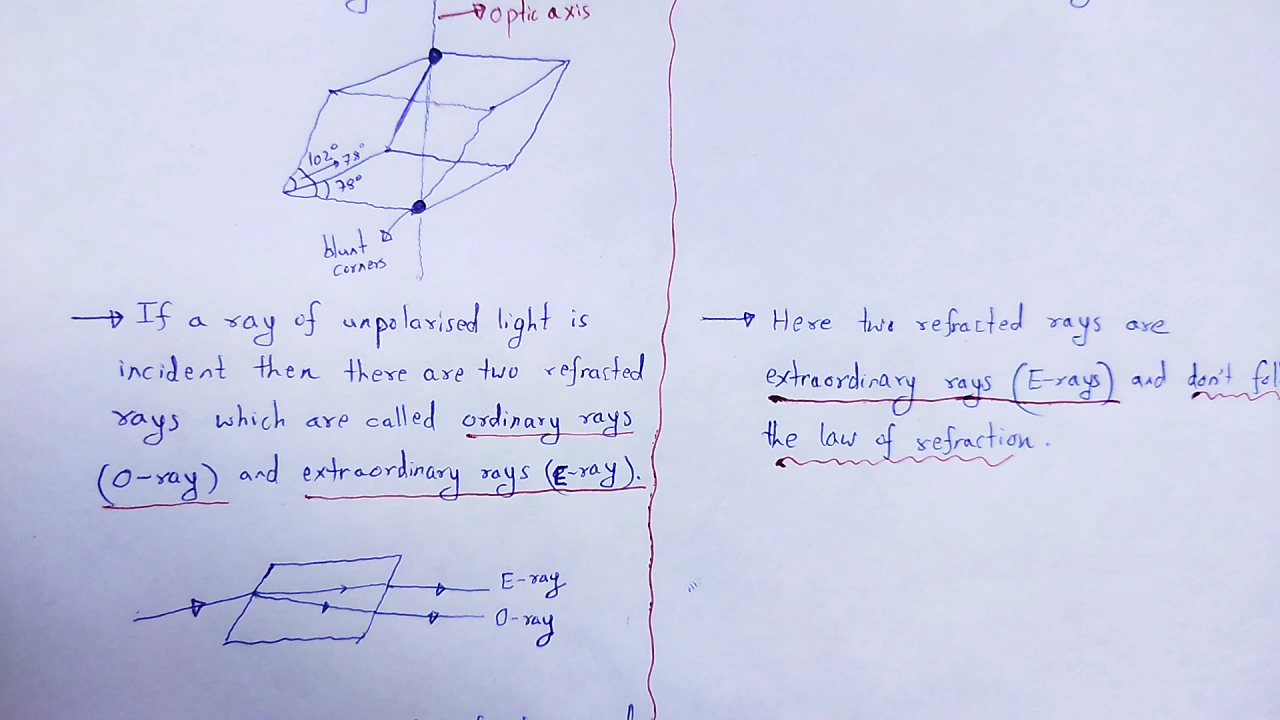 optic axis
102°
78°
78°
blunt
corners
If a ray of unpolarised light is
incident then there are two refracted
rays which are called ordinary rays
(O-ray) and extraordinary rays (E-ray).
E-ray
O-ray
Here two refracted rays are
extraordinary rays (E-rays) and don't fol
the law of refraction.